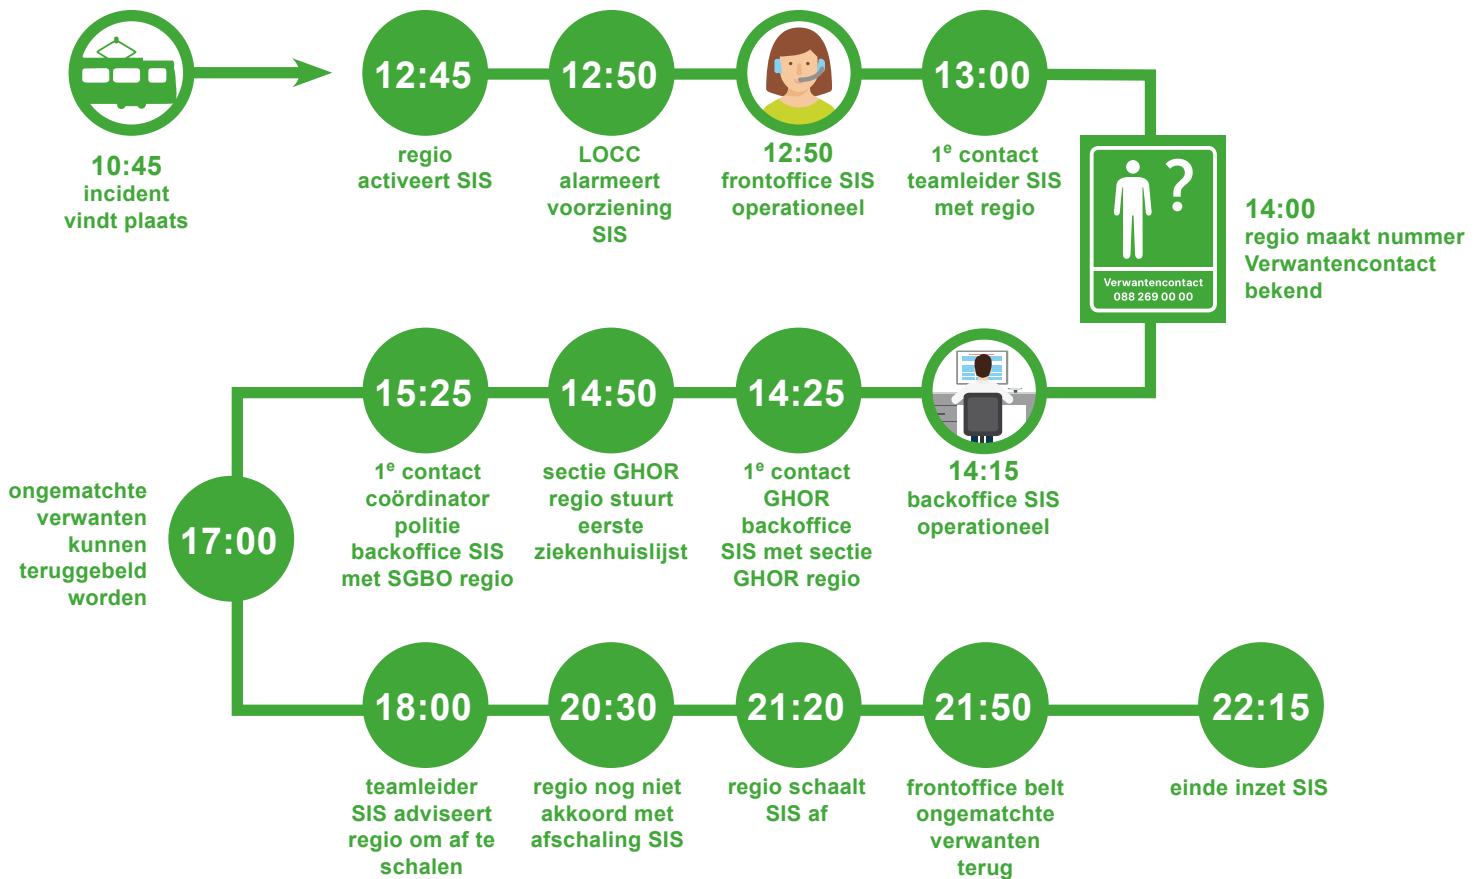 10:45
incident
vindt plaats
12:45
regio
activeert SIS
12:50
LOCC
alarmeert
voorziening
SIS
12:50
frontoffice SIS
operationeel
13:00
1e contact
teamleider SIS
met regio
?
Verwantencontact
088 269 00 00
14:00
regio maakt nummer
Verwantencontact
bekend
14:15
backoffice SIS
operationeel
14:25
1e contact
GHOR
backoffice
SIS met sectie
GHOR regio
14:50
sectie GHOR
regio stuurt
eerste
ziekenhuislijst
15:25
1e contact
coördinator
politie
backoffice SIS
met SGBO regio
17:00
ongematchte
verwanten
kunnen
teruggebeld
worden
18:00
teamleider
SIS adviseert
regio om af te
schalen
20:30
regio nog niet
akkoord met
afschaling SIS
21:20
regio schaalt
SIS af
21:50
frontoffice belt
ongematchte
verwanten
terug
22:15
einde inzet SIS